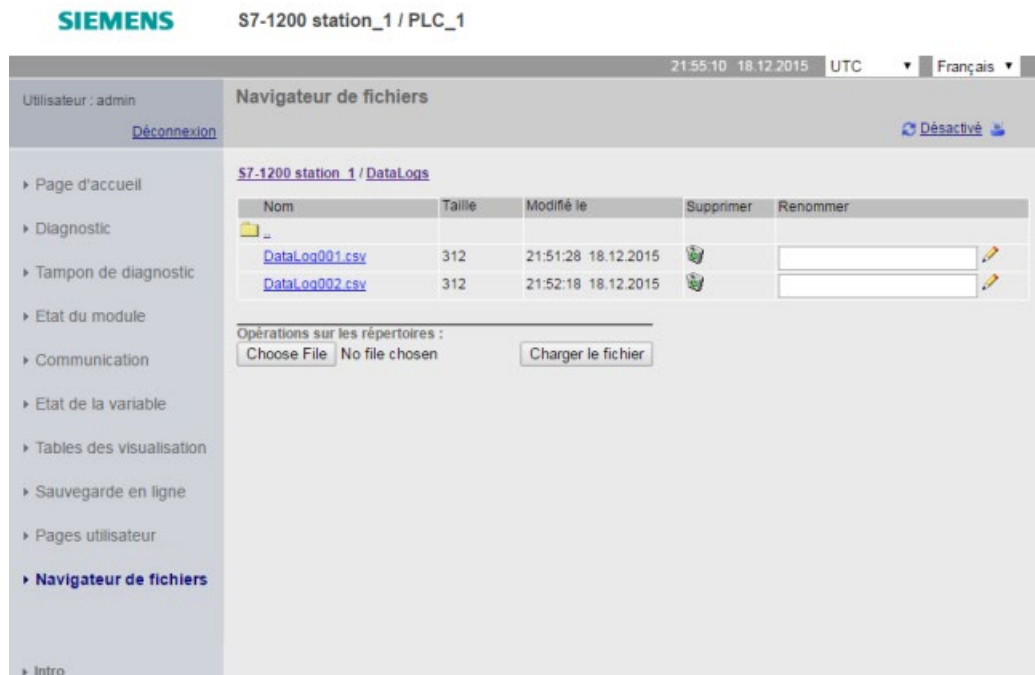 SIEMENS
S7-1200 station_1 / PLC_1
21:55:10 18.12.2015 UTC Français
Utilisateur : admin
Déconnexion
Navigateur de fichiers
Désactivé
Page d'accueil
Diagnostic
Tampon de diagnostic
Etat du module
Communication
Etat de la variable
Tables des visualisation
Sauvegarde en ligne
Pages utilisateur
Navigateur de fichiers
Intro
S7-1200 station_1 / DataLogs
Nom Taille Modifié le Supprimer Renommer
..
DataLog001.csv 312 21:51:28 18.12.2015
DataLog002.csv 312 21:52:18 18.12.2015
Opérations sur les répertoires :
Choose File No file chosen Charger le fichier